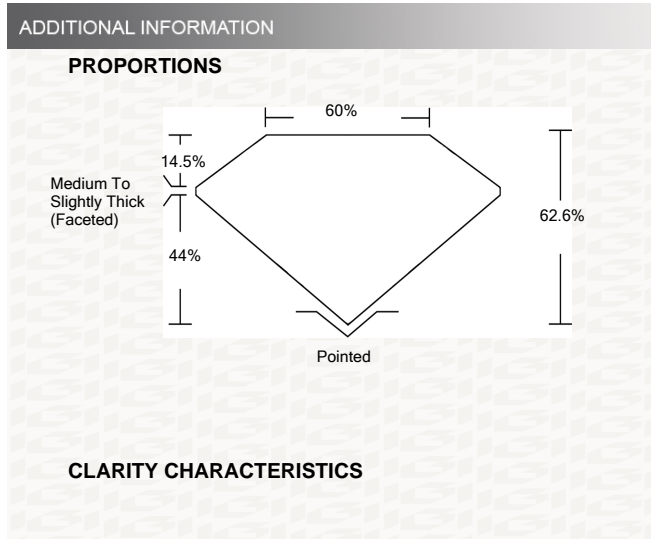 ADDITIONAL INFORMATION
PROPORTIONS
60%
14.5%
Medium To
Slightly Thick
(Faceted)
62.6%
44%
Pointed
CLARITY CHARACTERISTICS